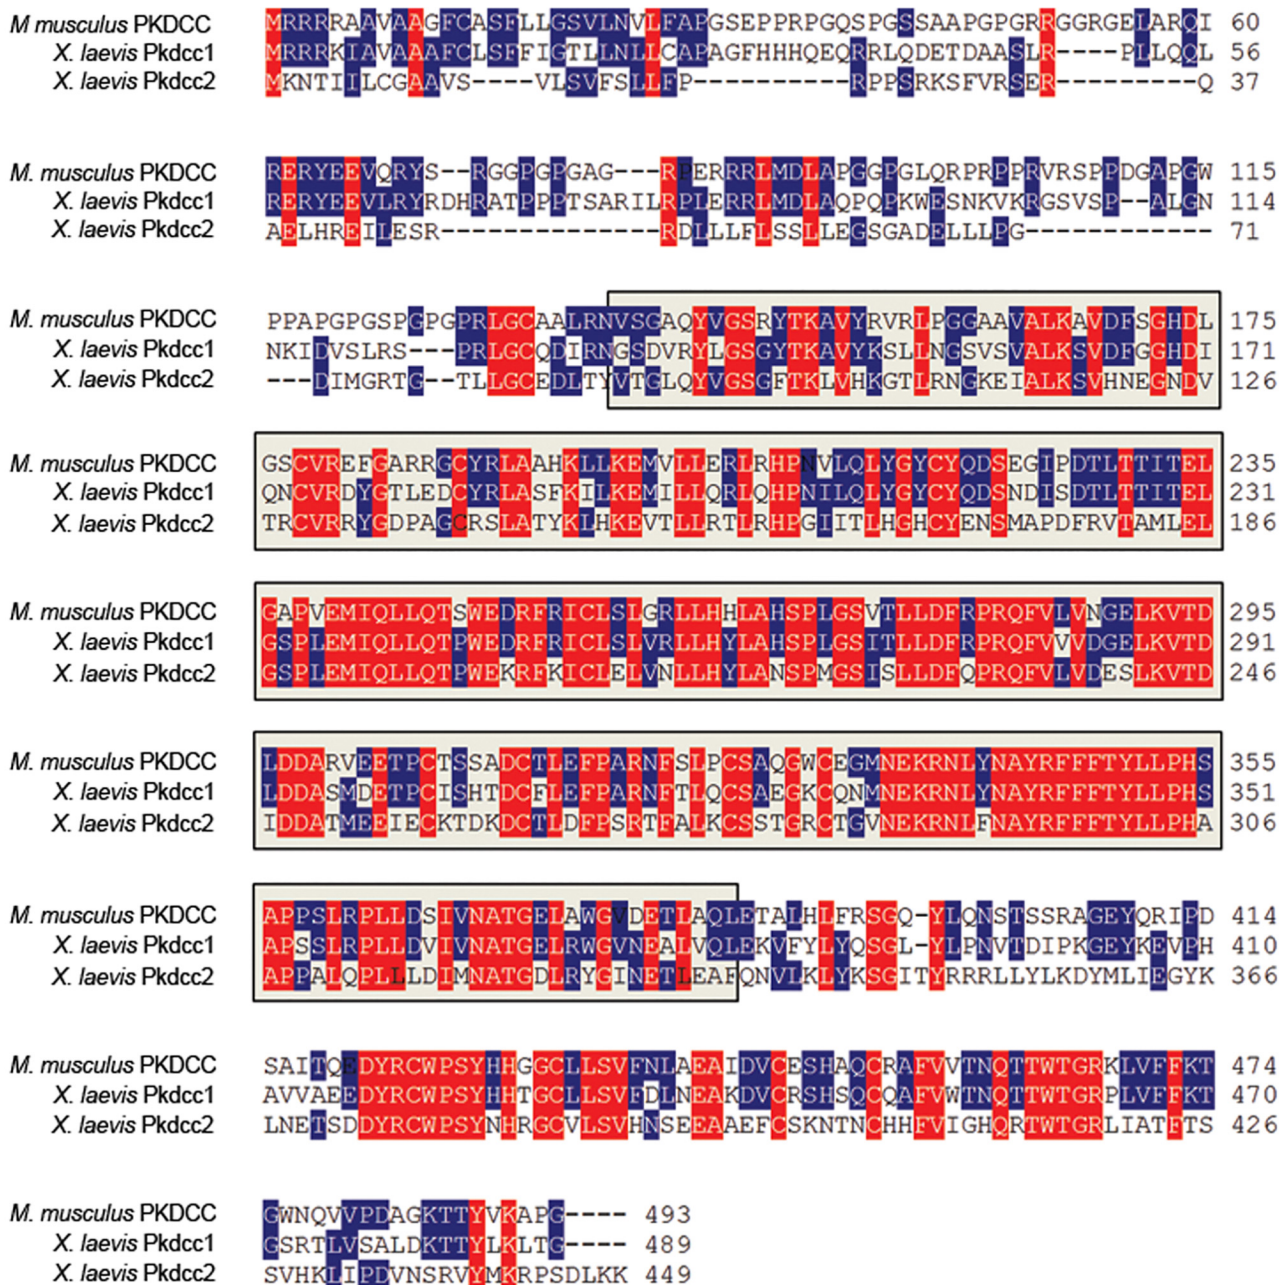 M musculus PKDCC MRRRRAAVAAGFCASFLLGSVLNVLFAPGSEPPRPGQSPGSSAAPGPGRRGGRGELARQI 60
X. laevis Pkdcc1 MRRRRKIAVAAAFCLSFFIGTLLNLLCAPAGFHHHQEQRRLQDETDAASLR----PLLQQL 56
X. laevis Pkdcc2 MKNTIILCGAAVS----VLSVFSLLFP----------RPPSRKSFVRSER---------Q 37
M. musculus PKDCC RERYEEVQRYS--RGGPGPGAG---RPERRRLMDLAPGGPGLQRPRPPRVRSPPDGAPGW 115
X. laevis Pkdcc1 RERYEEVLRYRDHRATPPPTSARILRPLERRLMDLAQPQPKWESNKVKRGSVSP--ALGN 114
X. laevis Pkdcc2 AELHREILESR--------------RDLLLFLSSLLEGSGADELLLPG------------ 71
M. musculus PKDCC PPAPGPGSPGPGPRLGCAALRNVSGAQYVGSRYTKAVYRVRLPGGAAVALKAVDFSGHDL 175
X. laevis Pkdcc1 NKIDVSLRS---PRLGCQDIRNGSDVRYLGSGYTKAVYKSLLNGSVSVALKSVDFGGHDI 171
X. laevis Pkdcc2 ---DIMGRTG--TLLGCEDLTYVTGLQYVGSGFTKLVHKGTLRNGKEIALKSVHNEGNDV 126
M. musculus PKDCC GSCVREFGARRGCYRLAAHKLLKEMVLLERLRHPNVLQLYGYCYQDSEGIPDTLTTITEL 235
X. laevis Pkdcc1 QNCVRDYGTLEDCYRLASFKILKEMILLQRLQHPNILQLYGYCYQDSNDISDTLTTITEL 231
X. laevis Pkdcc2 TRCVRRYGDPAGCRSLATYKLHKEVTLLRTLRHPGIITLHGHCYENSMAPDFRVTAMLEL 186
M. musculus PKDCC GAPVEMIQLLQTSWEDRFRICLSLGRLLHHLAHSPLGSVTLLDFRPRQFVLVNGELKVTD 295
X. laevis Pkdcc1 GSPLEMIQLLQTPWEDRFRICLSLVRLLHYLAHSPLGSITLLDFRPRQFVVVDGELKVTD 291
X. laevis Pkdcc2 GSPLEMIQLLQTPWEKRFKICLELVNLLHYLANSPMGSISLLDFQPRQFVLVDESLKVTD 246
M. musculus PKDCC LDDARVEETPCTSSADCTLEFPARNFSLPCSAQGWCEGMNEKRNLYNAYRFFFTYLLPHS 355
X. laevis Pkdcc1 LDDASMDETPCISHTDCFLEFPARNFTLQCSAEGKCQNMNEKRNLYNAYRFFFTYLLPHS 351
X. laevis Pkdcc2 IDDATMEEIECKTDKDCTLDFPSRTFALKCSSTGRCTGVNEKRNLFNAYRFFFTYLLPHA 306
M. musculus PKDCC APPSLRPLLDSIVNATGELAWGVDETLAQLETALHLFRSGQ-YLQNSTSSRAGEYQRIPD 414
X. laevis Pkdcc1 APSSLRPLLDVIVNATGELRWGVNEALVQLEKVFYLYQSGL-YLPNVTDIPKGEYKEVPH 410
X. laevis Pkdcc2 APPALQPLLLLDIMNATGDLRYGINETLEAFQNVLKLYKSGITYRRRLLYLKDYMLIEGYK 366
M. musculus PKDCC SAITQEDYRCWPSYHHGGCLLSVFNLAEAIDVCESHAQCRAFVVTNQTTWTGRKLVFFKT 474
X. laevis Pkdcc1 AVVAEEDYRCWPSYHHTGCLLSVFDLNEAKDVCRSHSQCQAFVWTNQTTWTGRPLVFFKT 470
X. laevis Pkdcc2 LNETSDDYRCWPSYNHRGCVLSVHNSEEAAEFCSKNTNCHHFVIGHQRTWTGRLIATFTS 426
M. musculus PKDCC GWNQVVPDAGKTTYVKAPG---- 493
X. laevis Pkdcc1 GSRTLVSALDKTTYLKLTG---- 489
X. laevis Pkdcc2 SVHKLIPDVNSRVYMKRPSDLKK 449